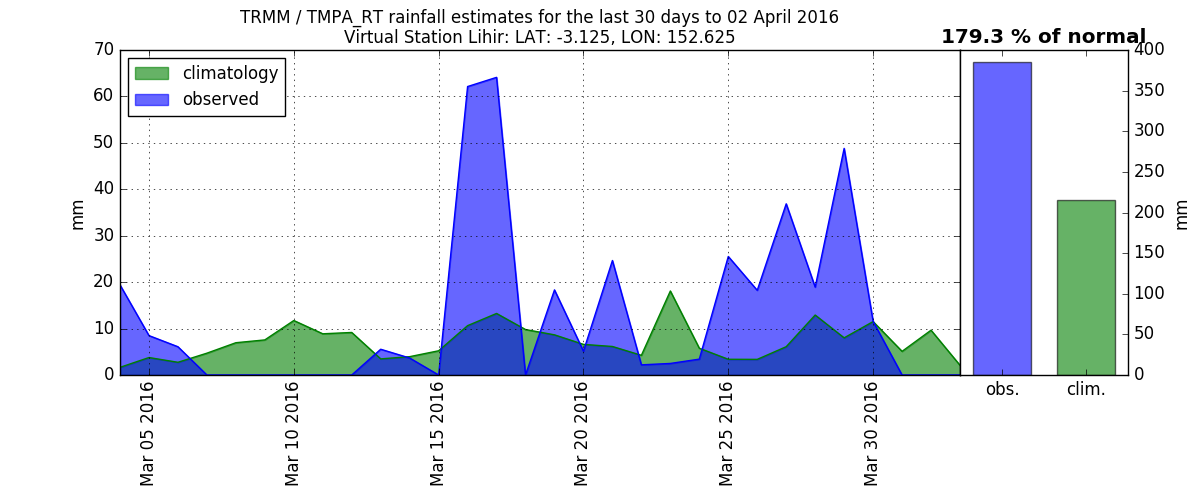 TRMM / TMPA_RT rainfall estimates for the last 30 days to 02 April 2016
Virtual Station Lihir: LAT: -3.125, LON: 152.625
179.3 % of normal
climatology
observed
70
60
50
40
30
20
10
0
mm
Mar 05 2016
Mar 10 2016
Mar 15 2016
Mar 20 2016
Mar 25 2016
Mar 30 2016
400
350
300
250
200
150
100
50
0
mm
obs.
clim.